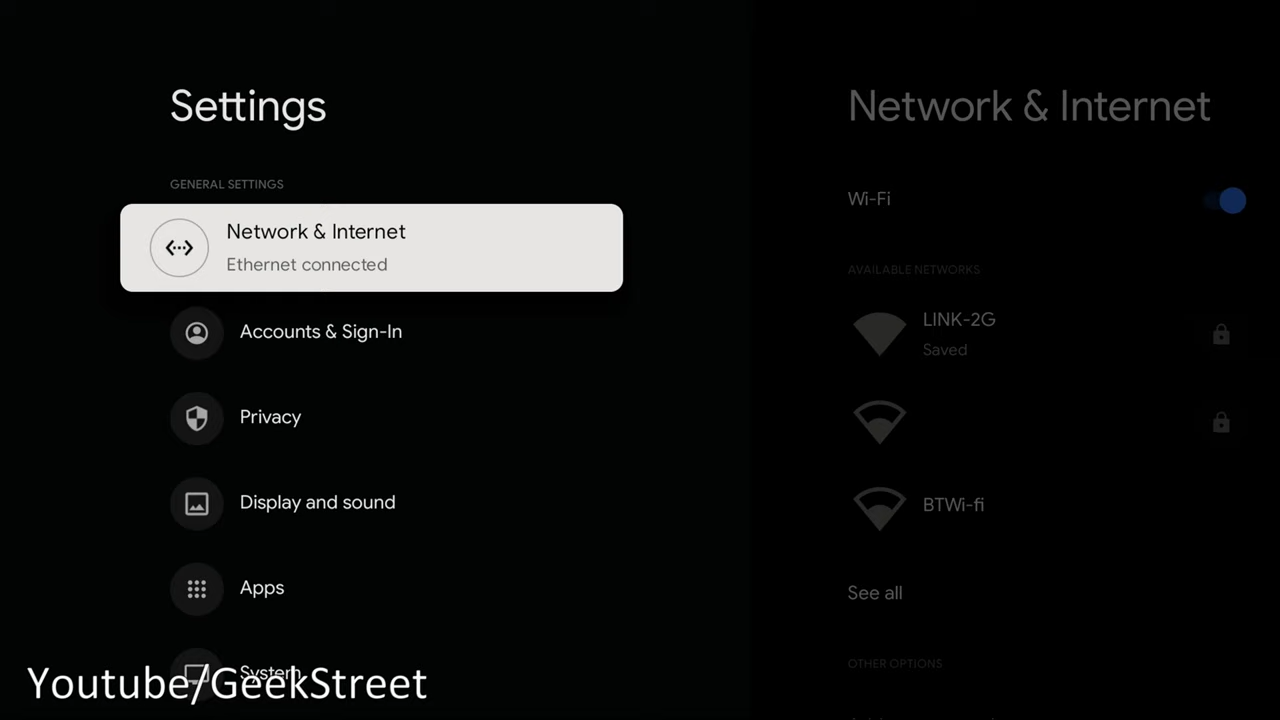 Settings
GENERAL SETTINGS
Network & Internet
Ethernet connected
Accounts & Sign-In
Privacy
Display and sound
Apps
System
Youtube/GeekStreet
Network & Internet
Wi-Fi
AVAILABLE NETWORKS
LINK-2G
Saved
BTWi-fi
See all
OTHER OPTIONS